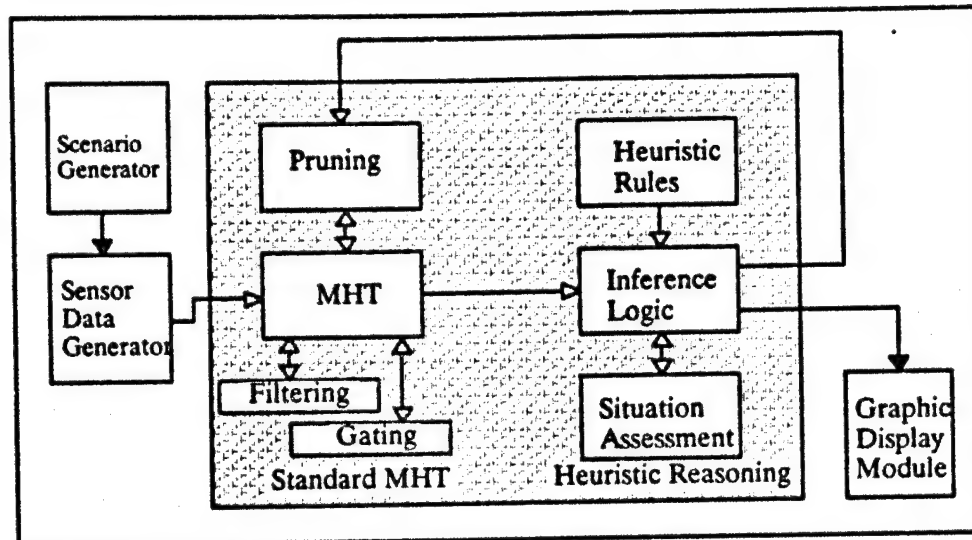 Scenario
Generator
Sensor
Data
Generator
Pruning
MHT
Filtering
Gating
Standard MHT
Heuristic
Rules
Inference
Logic
Situation
Assessment
Heuristic Reasoning
Graphic
Display
Module